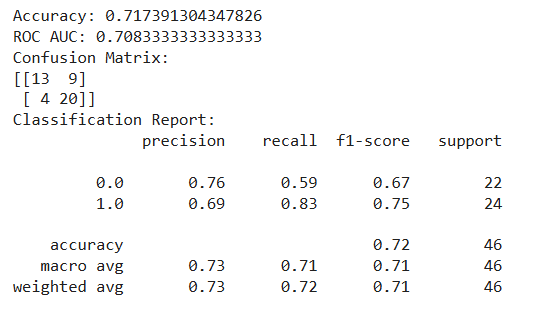 Accuracy: 0.717391304347826
ROC AUC: 0.7083333333333333
Confusion Matrix:
[[13  9]
 [ 4 20]]
Classification Report:
              precision    recall  f1-score   support

         0.0       0.76      0.59      0.67        22
         1.0       0.69      0.83      0.75        24

    accuracy                           0.72        46
   macro avg       0.73      0.71      0.71        46
weighted avg       0.73      0.72      0.71        46